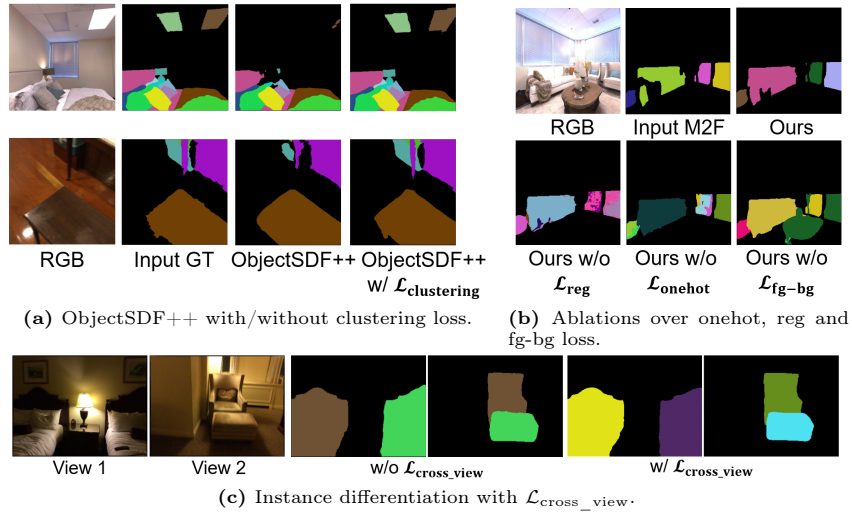 RGB
Input GT
ObjectSDF++
ObjectSDF++
w/ 𝓛clustering
(a) ObjectSDF++ with/without clustering loss.
RGB
Input M2F
Ours
Ours w/o
𝓛reg
Ours w/o
𝓛onehot
Ours w/o
𝓛fg−bg
(b) Ablations over onehot, reg and
fg-bg loss.
View 1
View 2
w/o 𝓛cross_view
w/ 𝓛cross_view
(c) Instance differentiation with 𝓛cross_view.